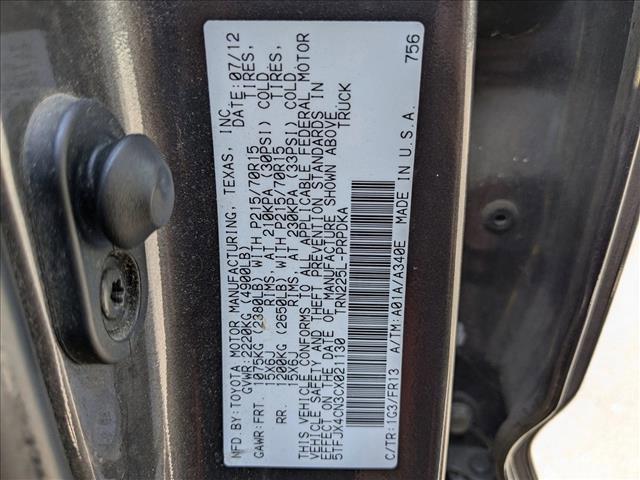 MFD.BY:TOYOTA MOTOR MANUFACTURING, TEXAS, INC.
GVWR:2220KG (4900LB) DATE:07/12
GAWR:FRT. 1075KG (2380LB) WITH P215/70R15 TIRES,
15X6J RIMS, AT 210KPA (30PSI) COLD
RR. 1200KG (2650LB) WITH P215/70R15 TIRES,
15X6J RIMS, AT 230KPA (33PSI) COLD
THIS VEHICLE CONFORMS TO ALL APPLICABLE FEDERAL MOTOR
VEHICLE SAFETY AND THEFT PREVENTION STANDARDS IN
EFFECT ON THE DATE OF MANUFACTURE SHOWN ABOVE.
5TFJX4CN3CX021130 TRUCK
TRN225L-PRPDKA
C/TR:1G3/FR13 A/TM:A01A/A340E MADE IN U.S.A. 756